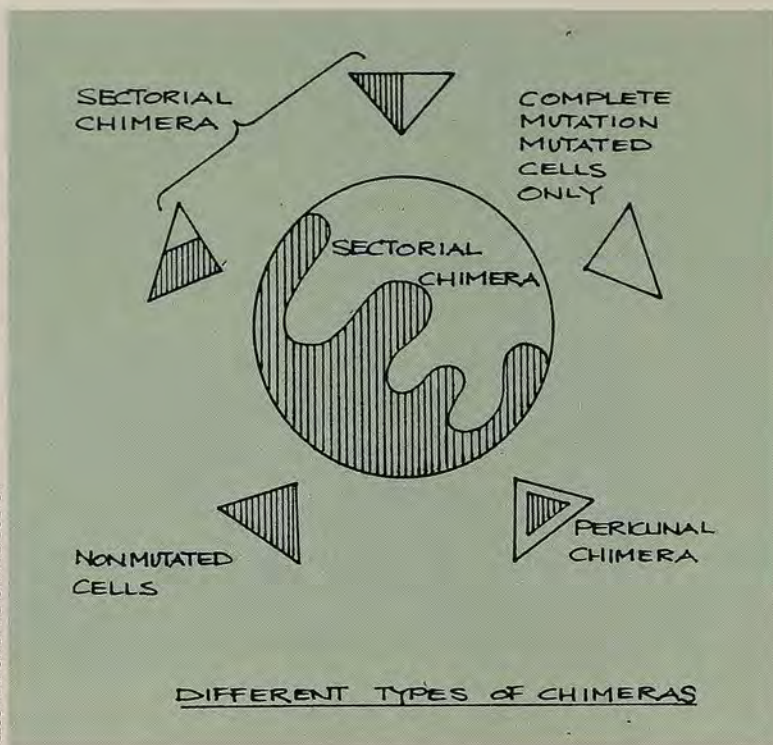 SECTORIAL
CHIMERA
COMPLETE
MUTATION
MUTATED
CELLS
ONLY
SECTORIAL
CHIMERA
NONMUTATED
CELLS
PERICLINAL
CHIMERA
DIFFERENT TYPES OF CHIMERAS